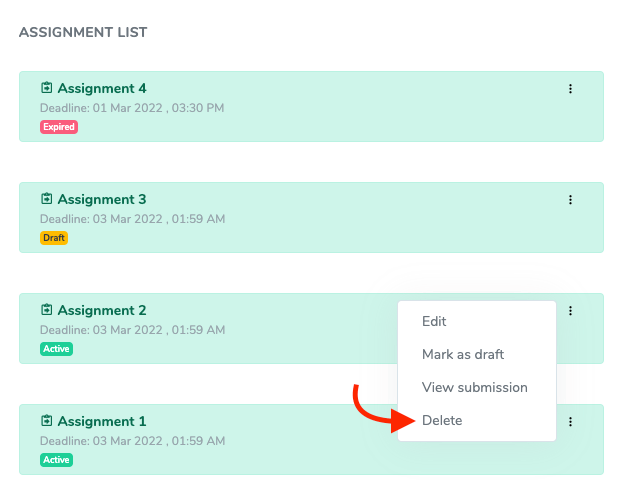 ASSIGNMENT LIST
Assignment 4
Deadline: 01 Mar 2022 , 03:30 PM
Expired
Assignment 3
Deadline: 03 Mar 2022 , 01:59 AM
Draft
Assignment 2
Deadline: 03 Mar 2022 , 01:59 AM
Active
Edit
Mark as draft
View submission
Delete
Assignment 1
Deadline: 03 Mar 2022 , 01:59 AM
Active